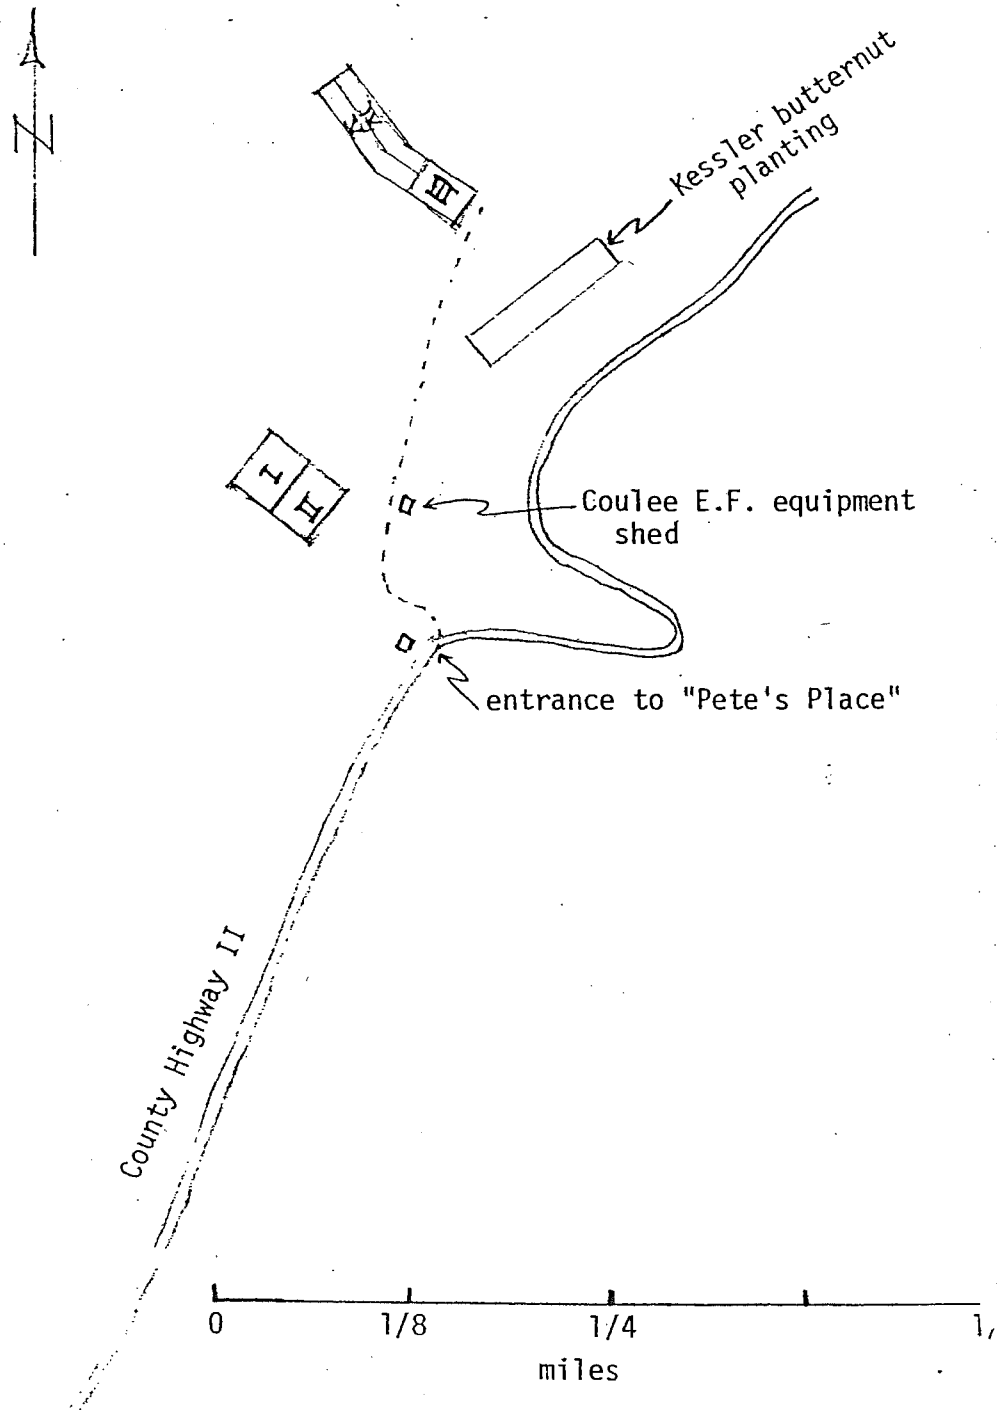 N
Kessler butternut
planting
III
I
II
Coulee E.F. equipment
shed
entrance to "Pete's Place"
County Highway II
0 1/8 1/4
miles